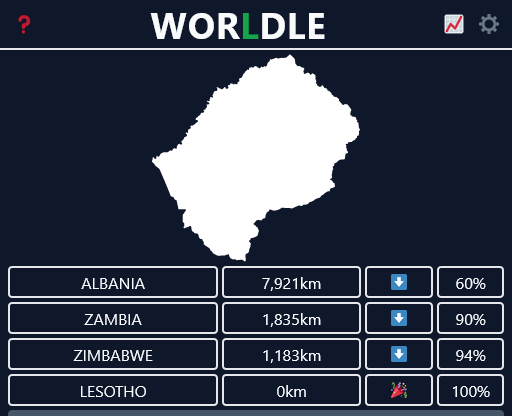 ?
WORLDLE
ALBANIA 7,921km ⬇️ 60%
ZAMBIA 1,835km ⬇️ 90%
ZIMBABWE 1,183km ⬇️ 94%
LESOTHO 0km 🎉 100%